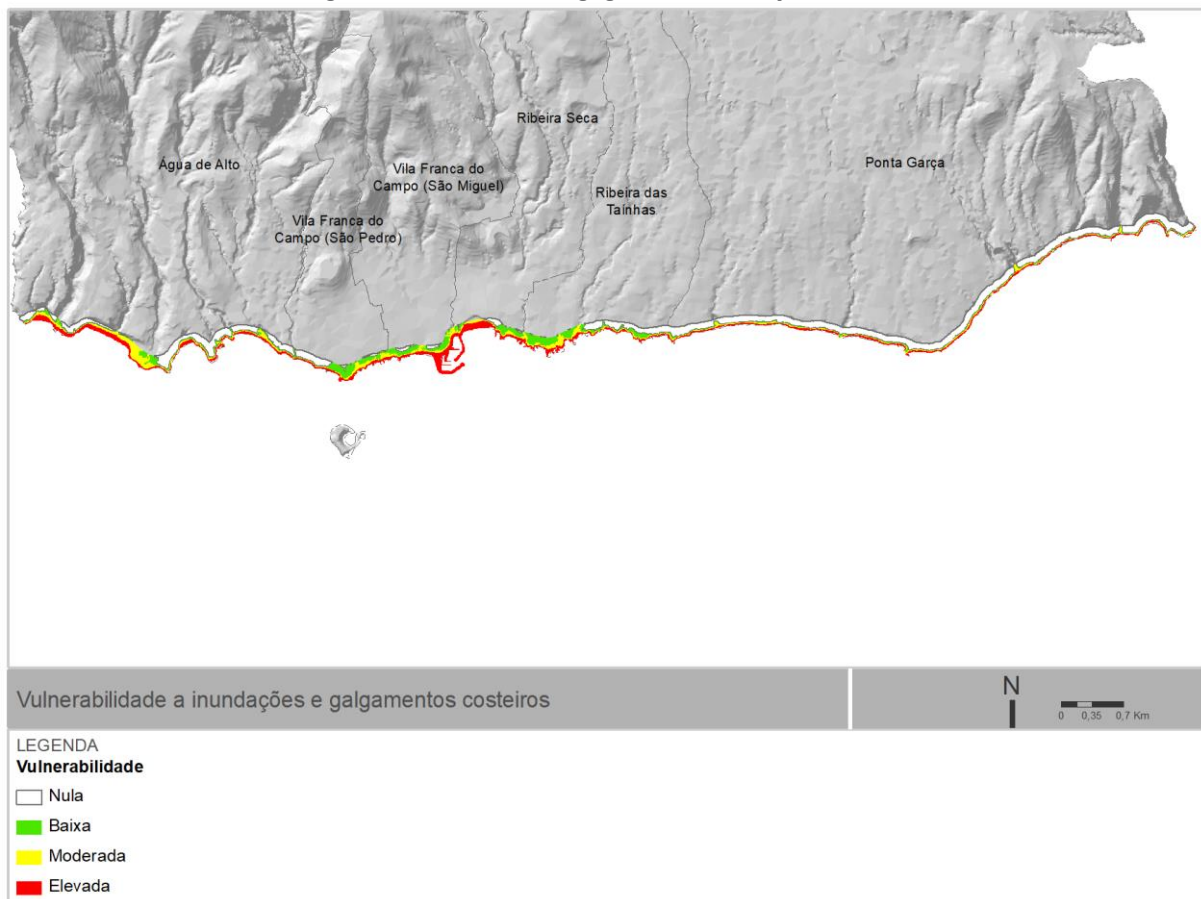 Ribeira Seca
Água de Alto
Vila Franca do
Campo (São Miguel)
Ponta Garça
Ribeira das
Taínhas
Vila Franca do
Campo (São Pedro)
Vulnerabilidade a inundações e galgamentos costeiros
N
0 0,35 0,7 Km
LEGENDA
Vulnerabilidade
Nula
Baixa
Moderada
Elevada